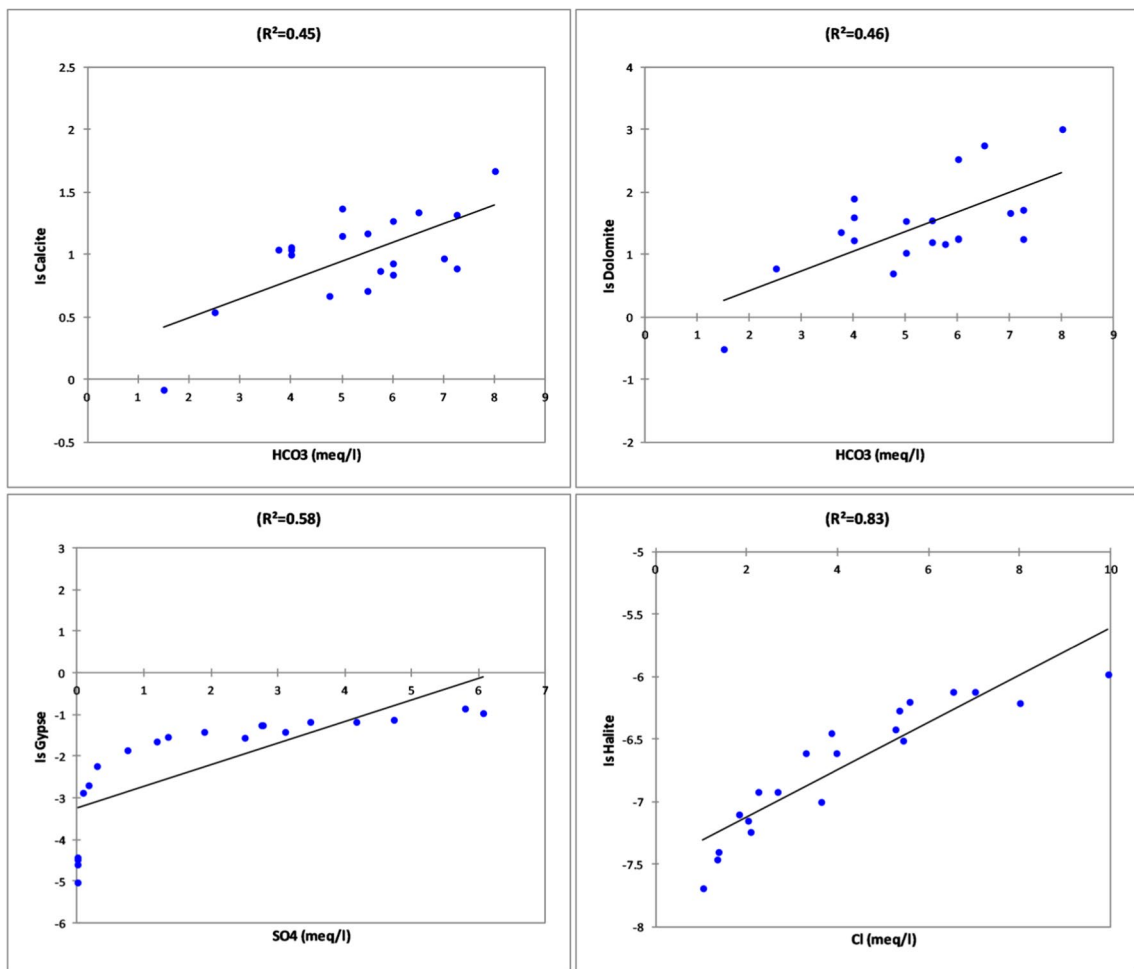 (R²=0.45)
2.5
2
1.5
1
0.5
0
-0.5
0 1 2 3 4 5 6 7 8 9
Is Calcite
HCO3 (meq/l)
(R²=0.46)
4
3
2
1
0
-1
-2
0 1 2 3 4 5 6 7 8 9
Is Dolomite
HCO3 (meq/l)
(R²=0.58)
3
2
1
0
-1
-2
-3
-4
-5
-6
0 1 2 3 4 5 6 7
Is Gypse
SO4 (meq/l)
(R²=0.83)
-5
-5.5
-6
-6.5
-7
-7.5
-8
0 2 4 6 8 10
Is Halite
Cl (meq/l)